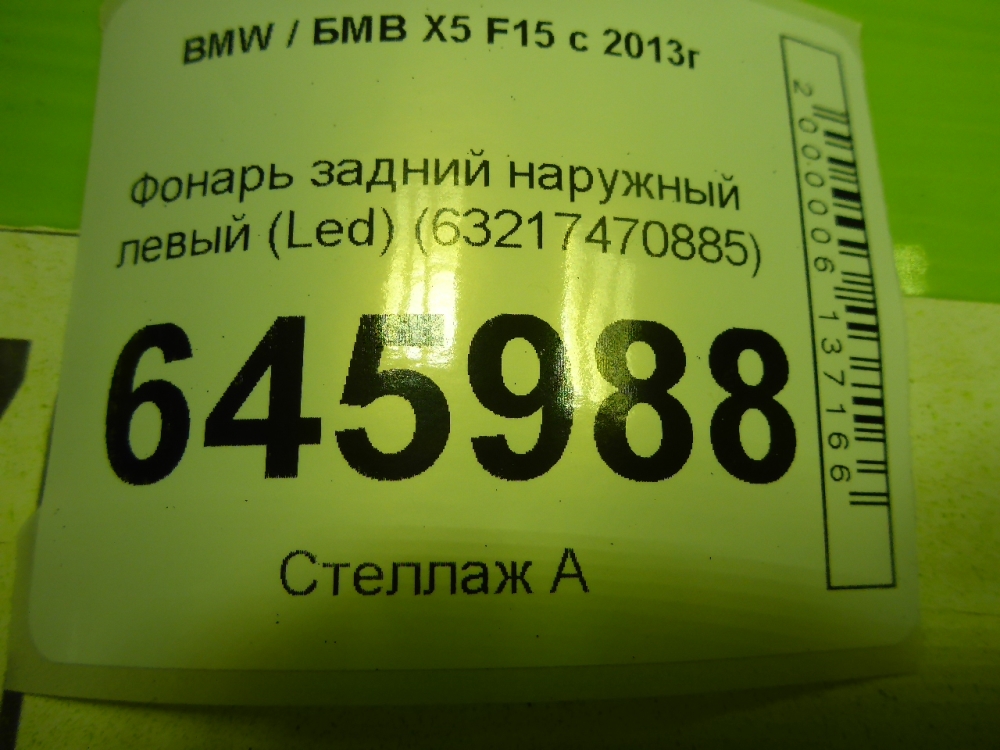 BMW / БМВ X5 F15 с 2013г
Фонарь задний наружный
левый (Led) (63217470885)
645988
Стеллаж А
2000006137166